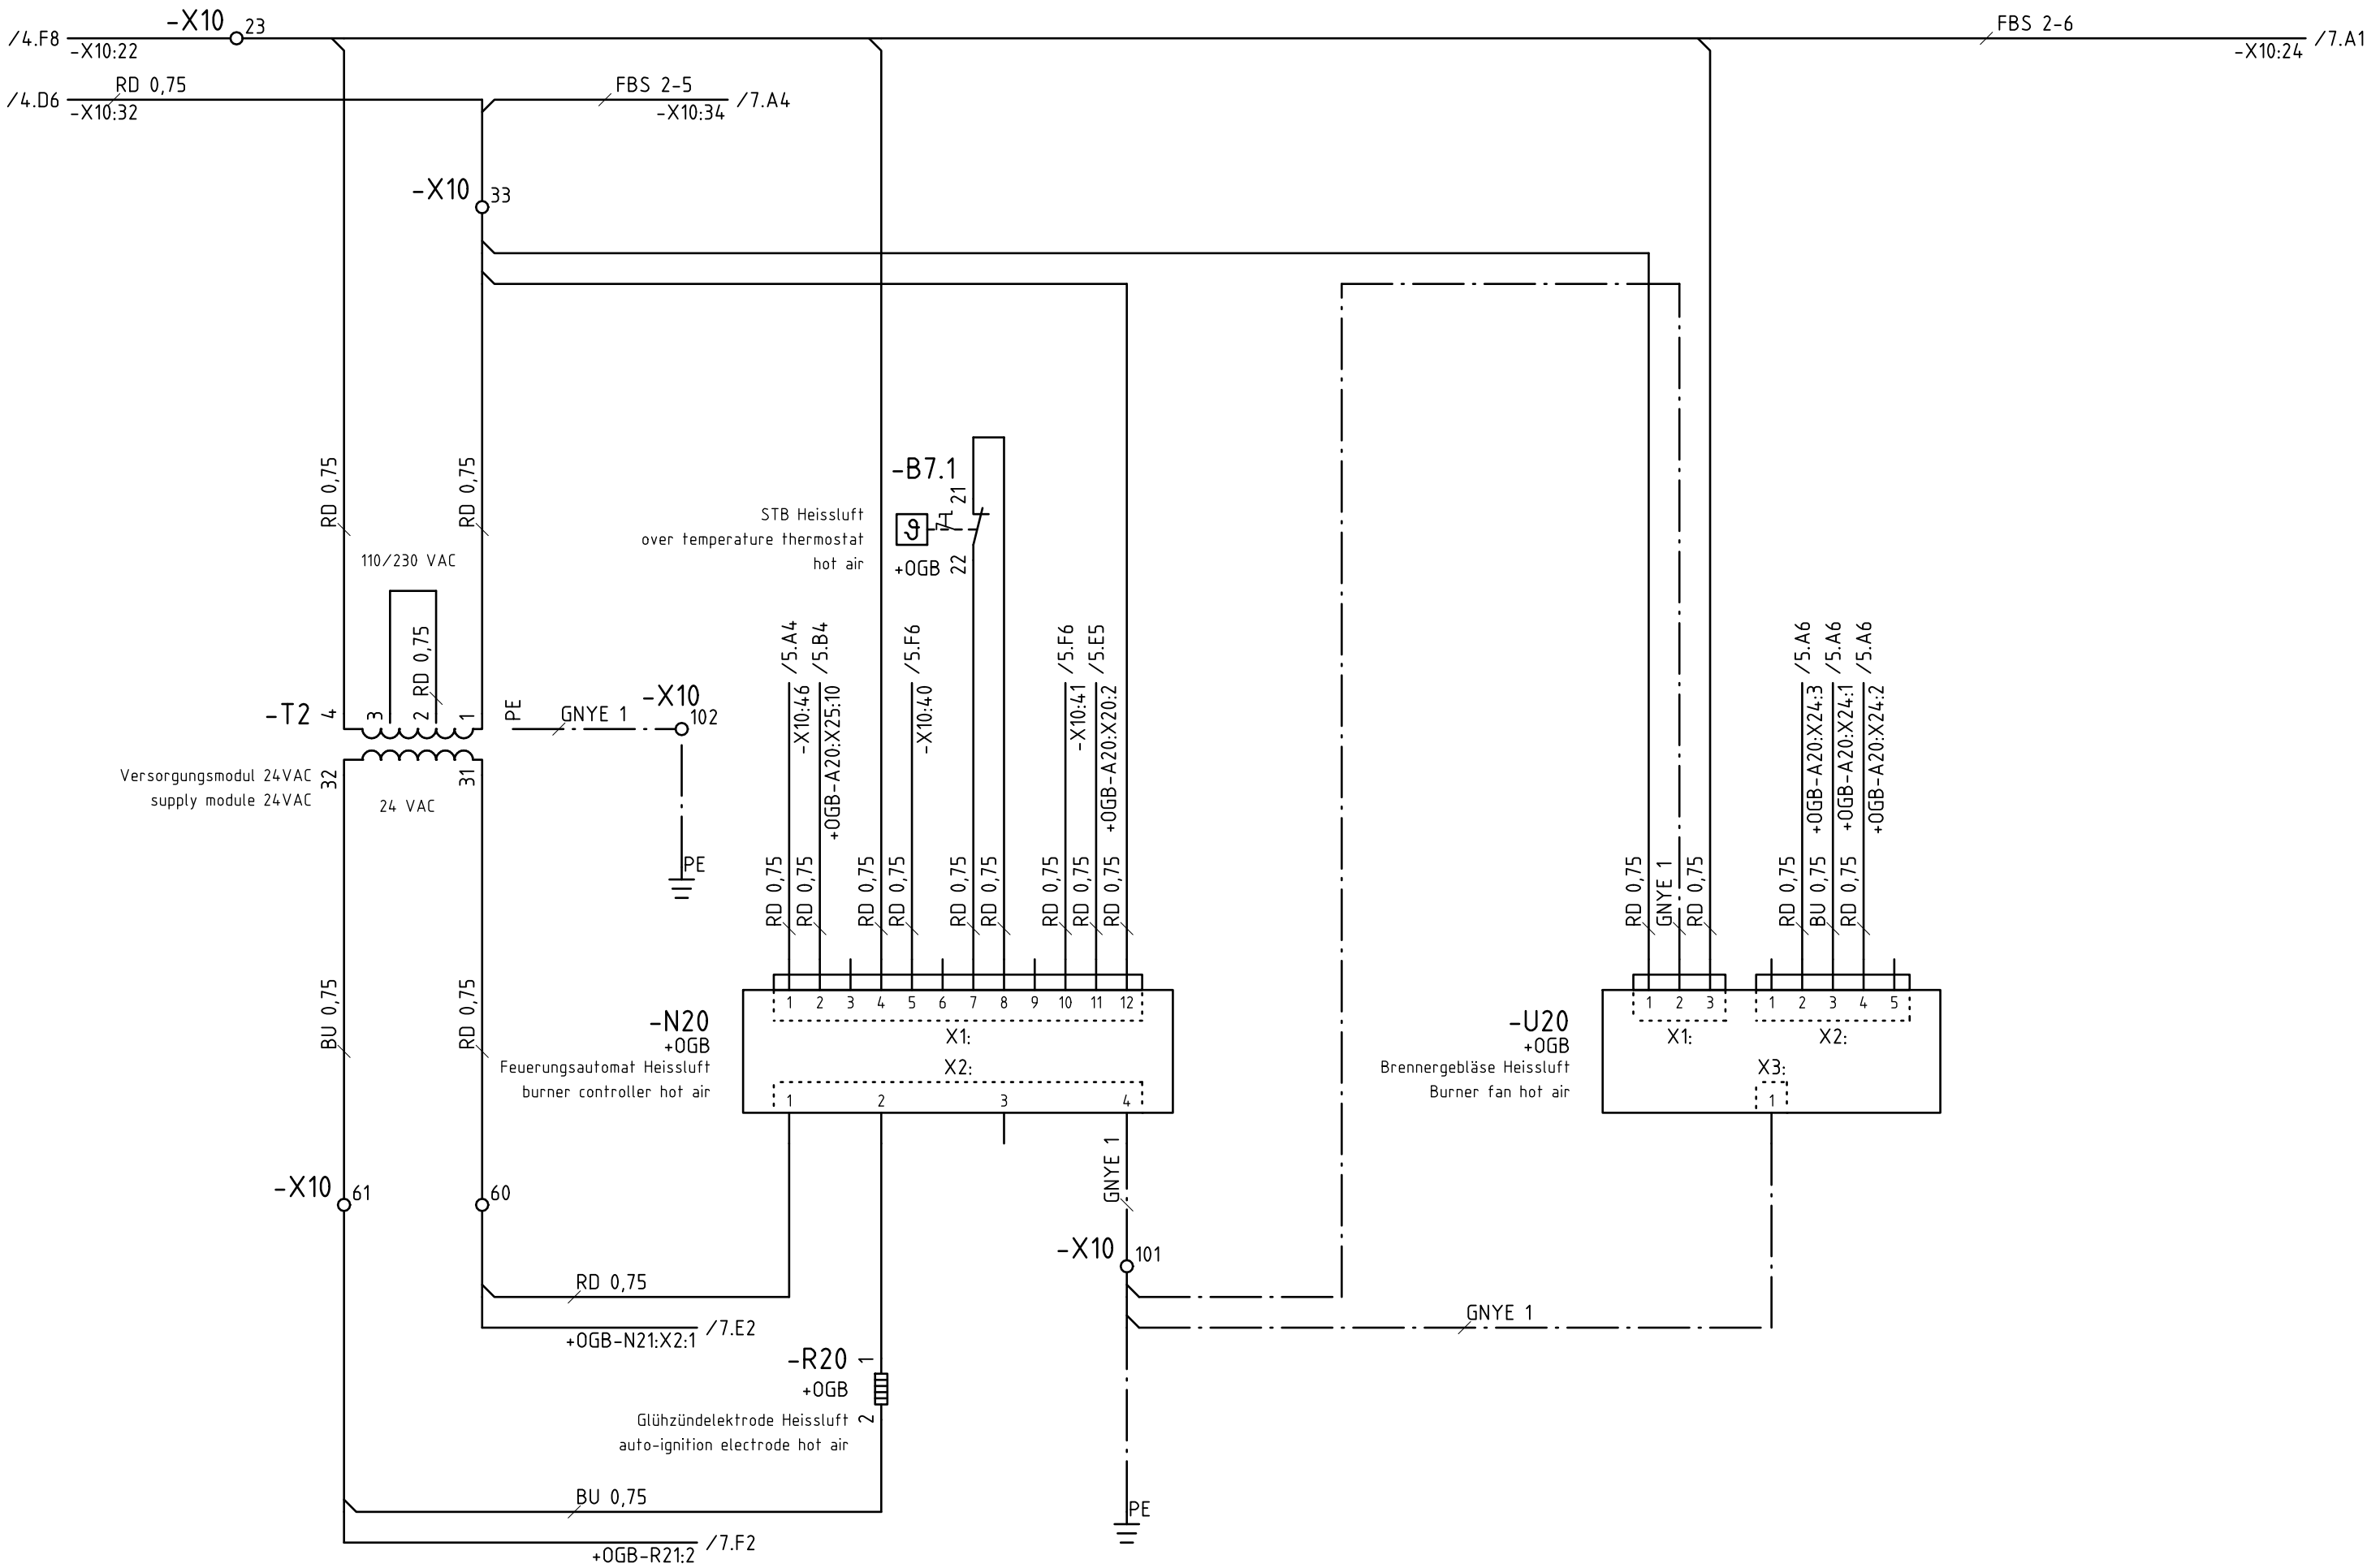 -X10 23
/4.F8
-X10:22
FBS 2-6
-X10:24
/7.A1
RD 0,75
/4.D6
-X10:32
FBS 2-5
-X10:34
/7.A4
-X10 33
RD 0,75
RD 0,75
110/230 VAC
RD 0,75
-T2
4
3
2
1
PE
GNYE 1
-X10
102
PE
Versorgungsmodul 24VAC
supply module 24VAC
32
31
24 VAC
-B7.1
21
22
ϑ
+OGB
STB Heissluft
over temperature thermostat
hot air
/5.A4
-X10:46
/5.B4
+OGB-A20:X25:10
/5.F6
-X10:40
/5.F6
-X10:41
/5.E5
+OGB-A20:X20:2
RD 0,75
RD 0,75
RD 0,75
RD 0,75
RD 0,75
RD 0,75
RD 0,75
RD 0,75
RD 0,75
/5.A6
+OGB-A20:X24:3
/5.A6
+OGB-A20:X24:1
/5.A6
+OGB-A20:X24:2
RD 0,75
GNYE 1
RD 0,75
RD 0,75
BU 0,75
RD 0,75
BU 0,75
RD 0,75
-N20
+OGB
Feuerungsautomat Heissluft
burner controller hot air
1 2 3 4 5 6 7 8 9 10 11 12
X1:
X2:
1 2 3 4
-U20
+OGB
Brennergebläse Heissluft
Burner fan hot air
1 2 3
X1:
1 2 3 4 5
X2:
X3:
1
-X10 61
60
GNYE 1
-X10 101
RD 0,75
GNYE 1
+OGB-N21:X2:1
/7.E2
-R20
1
+OGB
2
Glühzündelektrode Heissluft
auto-ignition electrode hot air
BU 0,75
PE
+OGB-R21:2
/7.F2